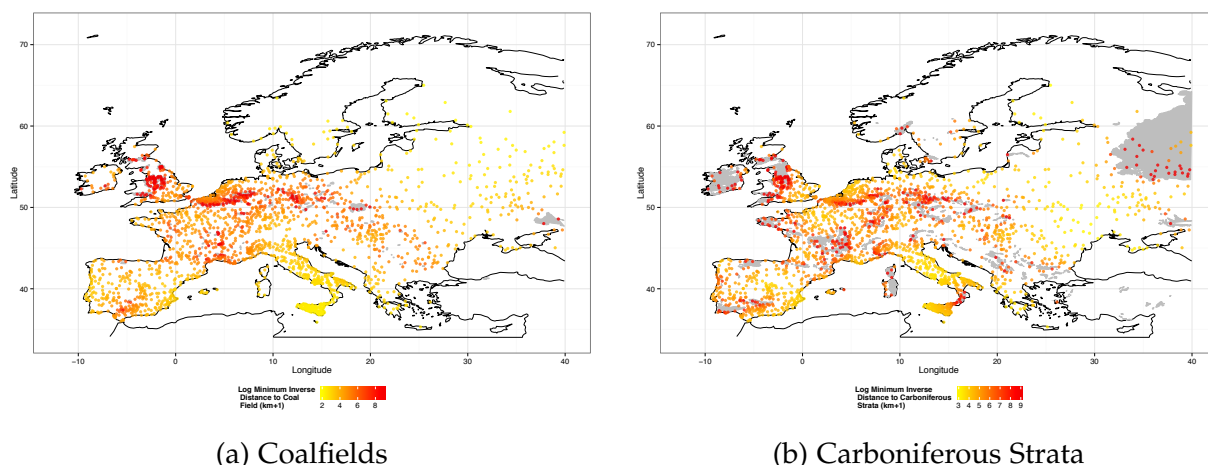 70
60
50
40
Latitude
−10 0 10 20 30 40
Longitude
Log Minimum Inverse
Distance to Coal
Field (km+1)
2 4 6 8
(a) Coalfields
70
60
50
40
Latitude
−10 0 10 20 30 40
Longitude
Log Minimum Inverse
Distance to Carboniferous
Strata (km+1)
3 4 5 6 7 8 9
(b) Carboniferous Strata